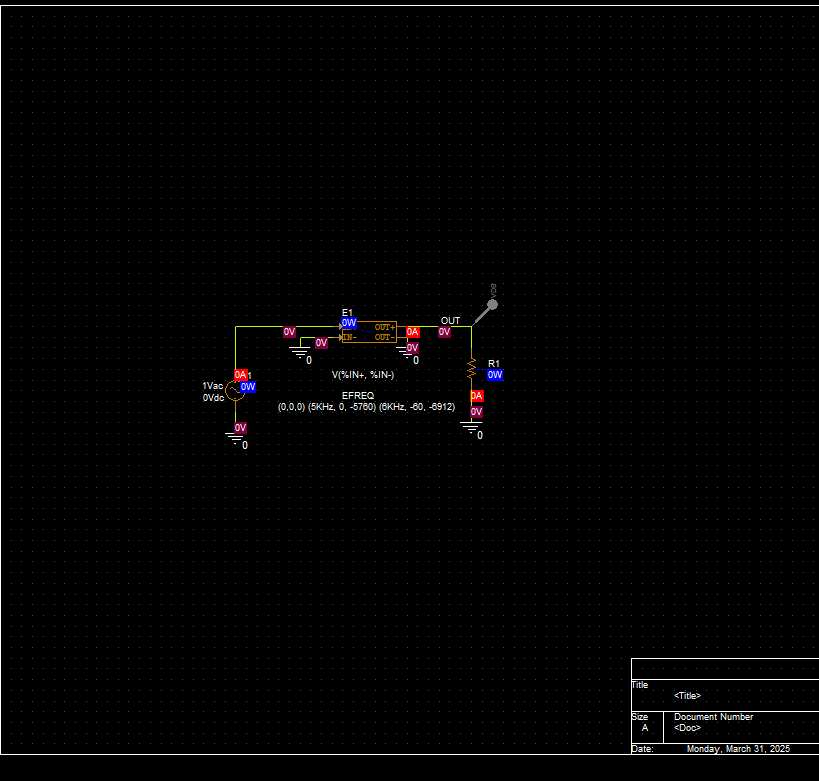 VDB
E1
0W
OUT+
OUT
0V
IN-
OUT-
0A
0V
0V
0V
0
0
R1
0W
V(%IN+, %IN-)
0A
1
1Vac
0W
0Vdc
EFREQ
0A
(0,0,0) (5KHz, 0, -5760) (6KHz, -60, -6912)
0V
0V
0
0
Title
<Title>
Size
Document Number
A
<Doc>
Date:
Monday, March 31, 2025